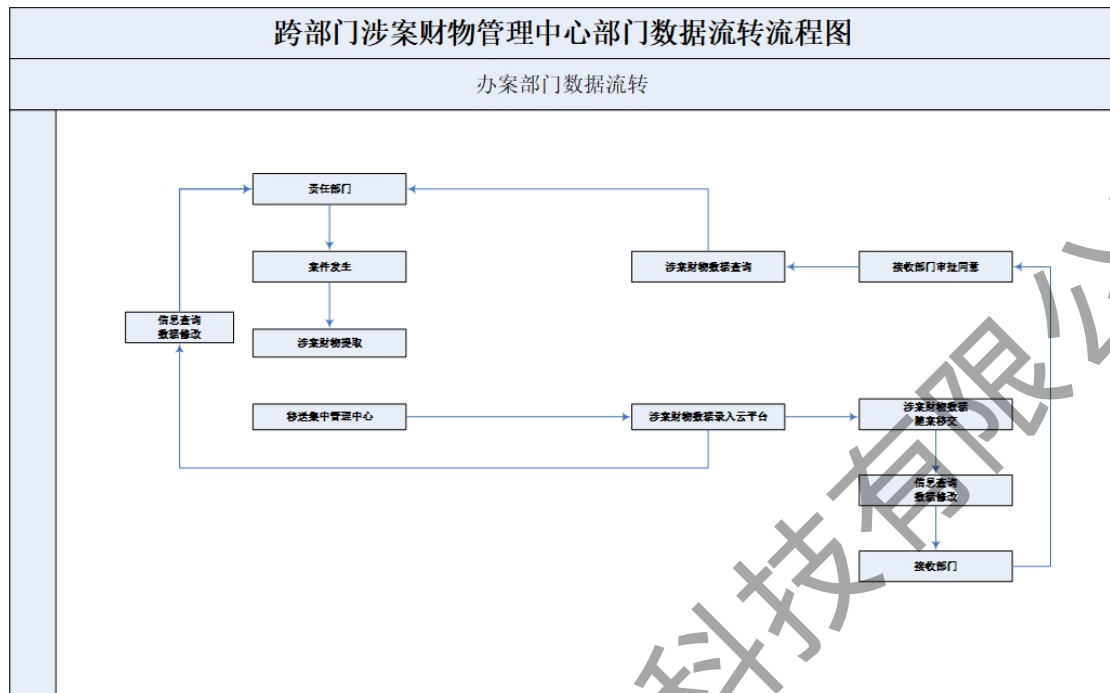 跨部门涉案财物管理中心部门数据流转流程图
办案部门数据流转
责任部门
案件发生
涉案财物数据查询
接收部门审批同意
信息查询
数据修改
涉案财物提取
移送集中管理中心
涉案财物数据录入云平台
涉案财物数据
随案移交
信息查询
数据修改
接收部门
科技有限公